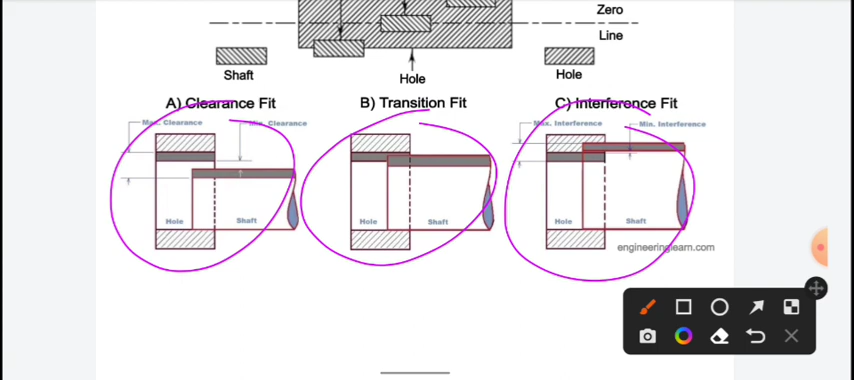 Zero
Line
Shaft
Hole
Hole
A) Clearance Fit
B) Transition Fit
C) Interference Fit
Max. Clearance
Min. Clearance
Max. Interference
Min. Interference
Hole
Shaft
Hole
Shaft
Hole
Shaft
engineeringlearn.com